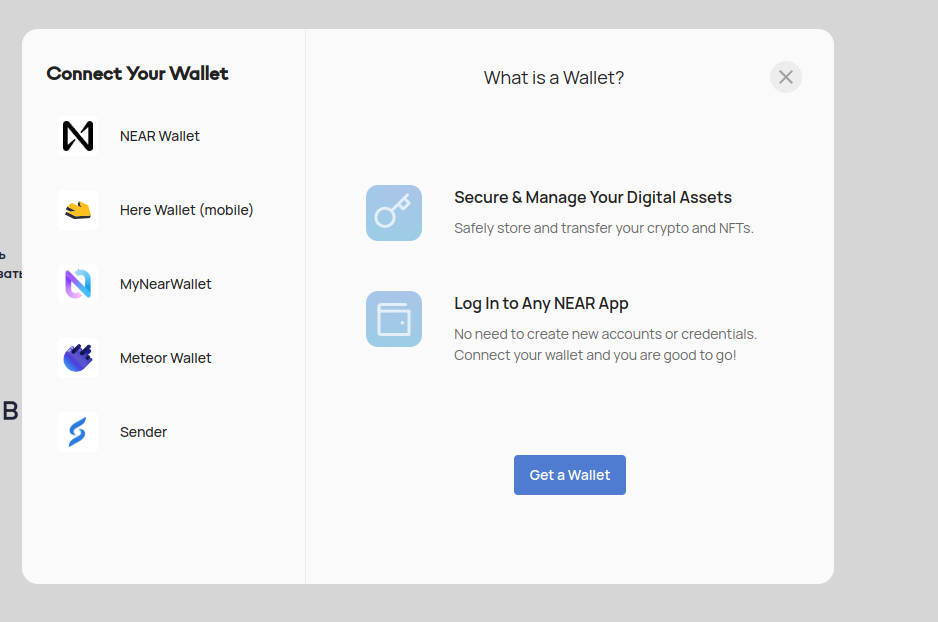 Connect Your Wallet
NEAR Wallet
Here Wallet (mobile)
MyNearWallet
Meteor Wallet
Sender
What is a Wallet?
Secure & Manage Your Digital Assets
Safely store and transfer your crypto and NFTs.
Log In to Any NEAR App
No need to create new accounts or credentials.
Connect your wallet and you are good to go!
Get a Wallet